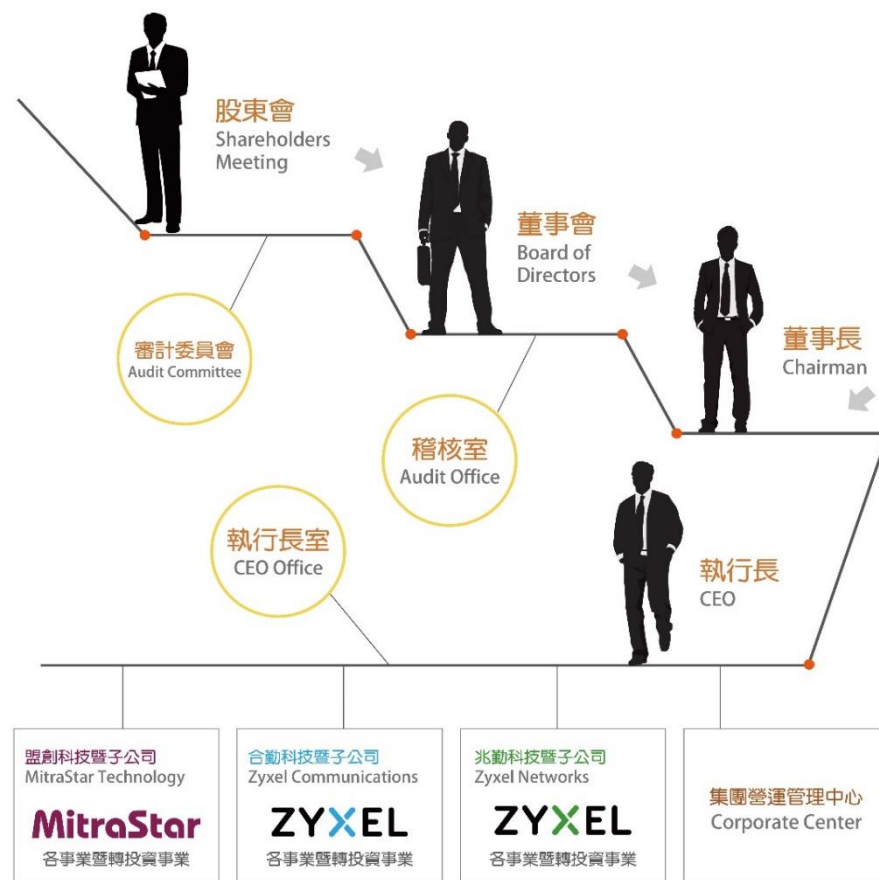 股東會
Shareholders
Meeting
董事會
Board of
Directors
董事長
Chairman
審計委員會
Audit Committee
稽核室
Audit Office
執行長室
CEO Office
執行長
CEO
盟創科技暨子公司
MitraStar Technology
MitraStar
各事業暨轉投資事業
合勤科技暨子公司
Zyxel Communications
ZYXEL
各事業暨轉投資事業
兆勤科技暨子公司
Zyxel Networks
ZYXEL
各事業暨轉投資事業
集團營運管理中心
Corporate Center